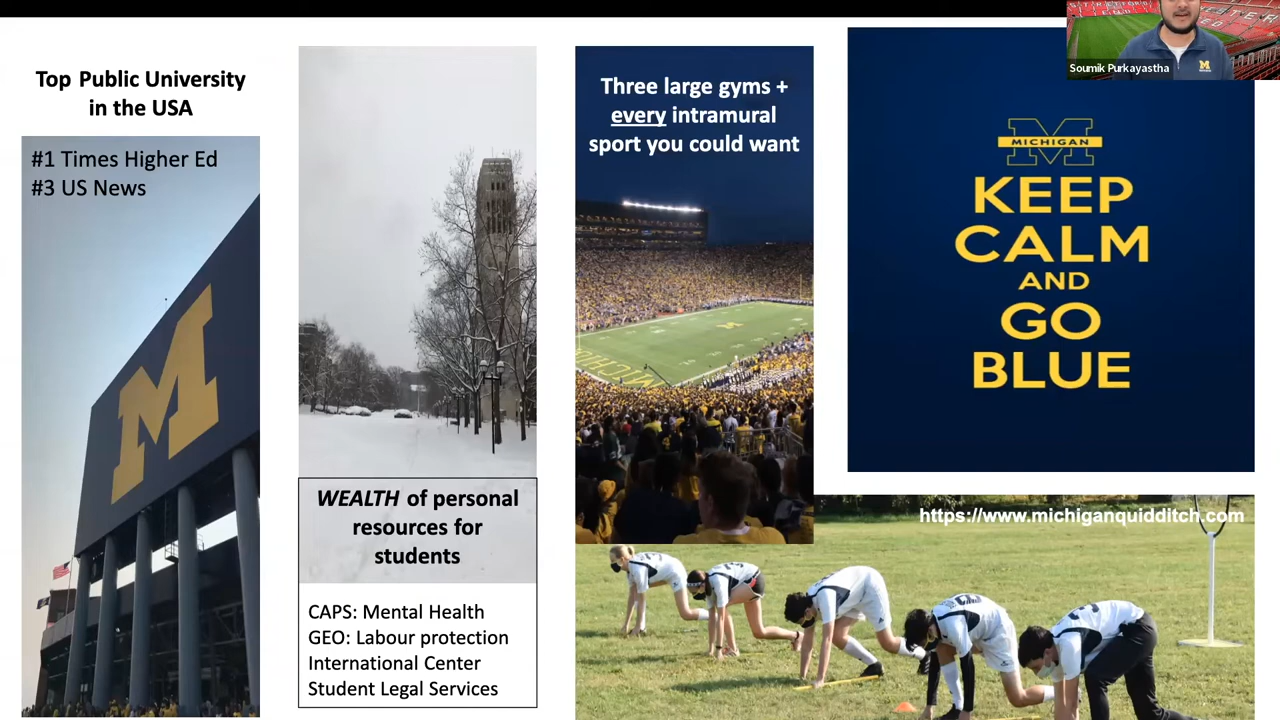 Top Public University
in the USA
#1 Times Higher Ed
#3 US News
WEALTH of personal
resources for
students
CAPS: Mental Health
GEO: Labour protection
International Center
Student Legal Services
Three large gyms +
every intramural
sport you could want
M
MICHIGAN
KEEP
CALM
AND
GO
BLUE
https://www.michiganquidditch.com
Soumik Purkayastha